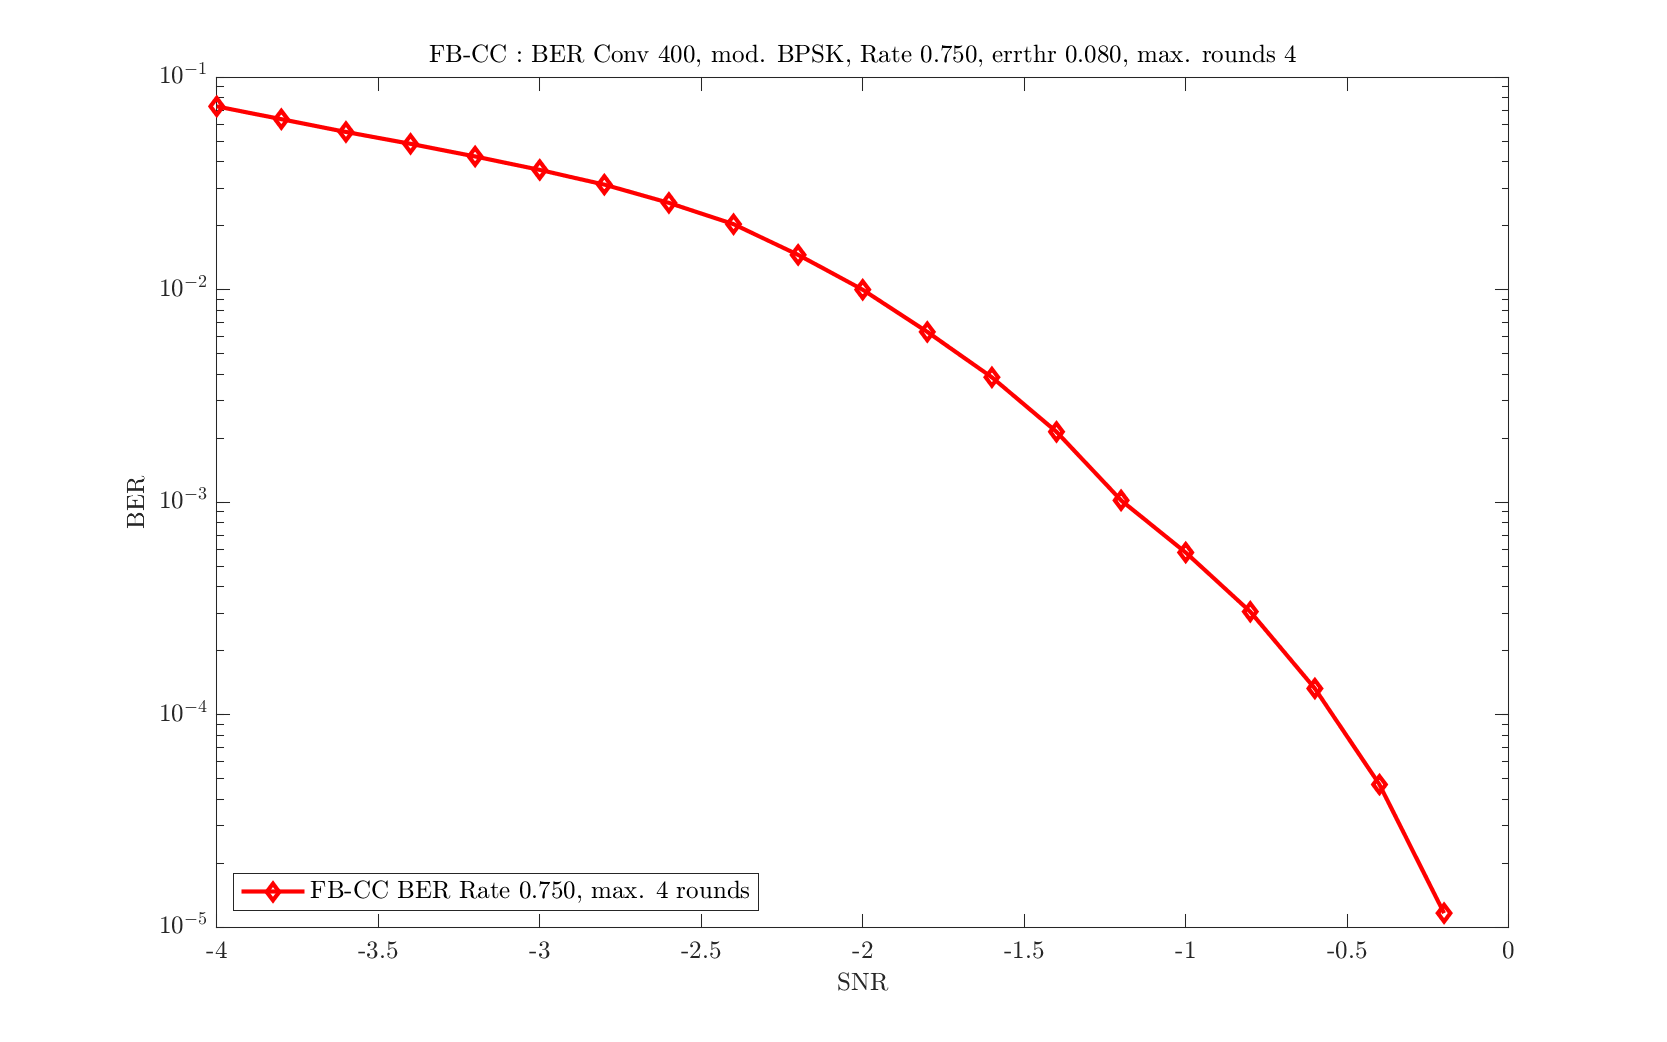 FB-CC : BER Conv 400, mod. BPSK, Rate 0.750, errthr 0.080, max. rounds 4
10^{-1}
10^{-2}
10^{-3}
10^{-4}
10^{-5}
BER
FB-CC BER Rate 0.750, max. 4 rounds
-4 -3.5 -3 -2.5 -2 -1.5 -1 -0.5 0
SNR